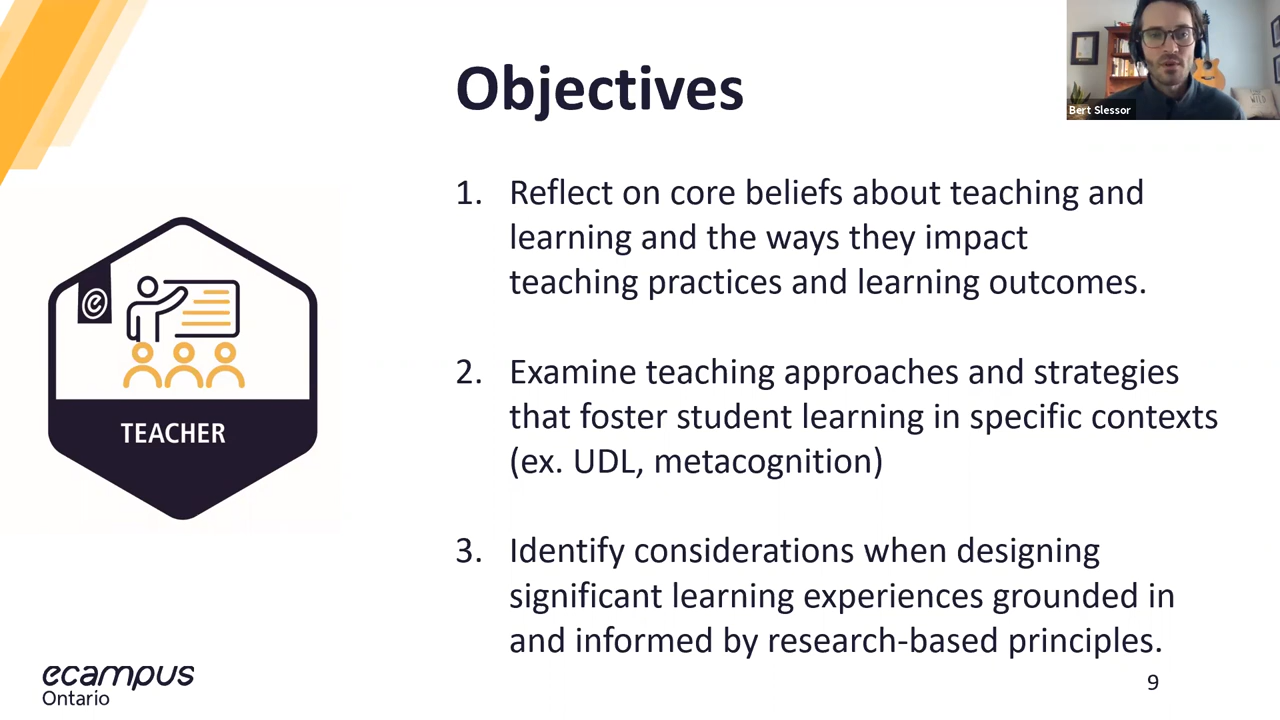 Objectives
Bert Slessor
1. Reflect on core beliefs about teaching and
learning and the ways they impact
teaching practices and learning outcomes.
2. Examine teaching approaches and strategies
that foster student learning in specific contexts
(ex. UDL, metacognition)
3. Identify considerations when designing
significant learning experiences grounded in
and informed by research-based principles.
e
TEACHER
ecampus
Ontario
9